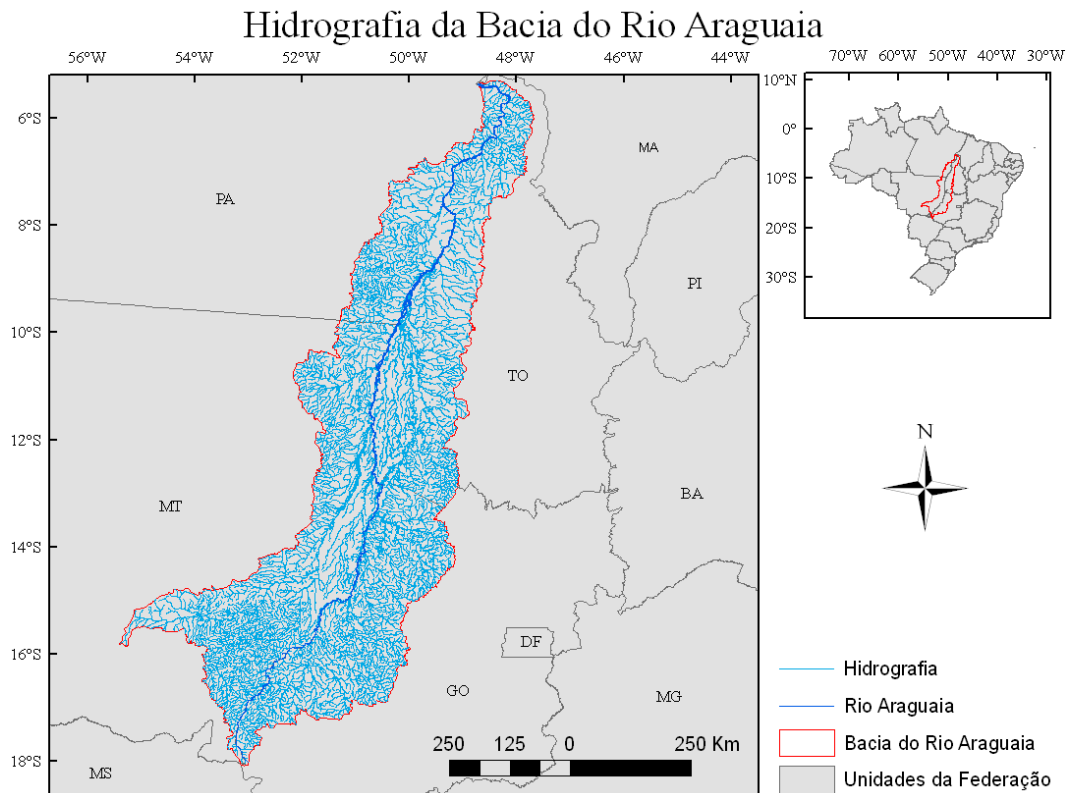 Hidrografia da Bacia do Rio Araguaia
56°W 54°W 52°W 50°W 48°W 46°W 44°W
70°W 60°W 50°W 40°W 30°W
10°N
0°
10°S
20°S
30°S
6°S
8°S
10°S
12°S
14°S
16°S
18°S
MA
PA
PI
TO
BA
MT
DF
GO
MG
MS
N
250 125 0 250 Km
Hidrografia
Rio Araguaia
Bacia do Rio Araguaia
Unidades da Federação